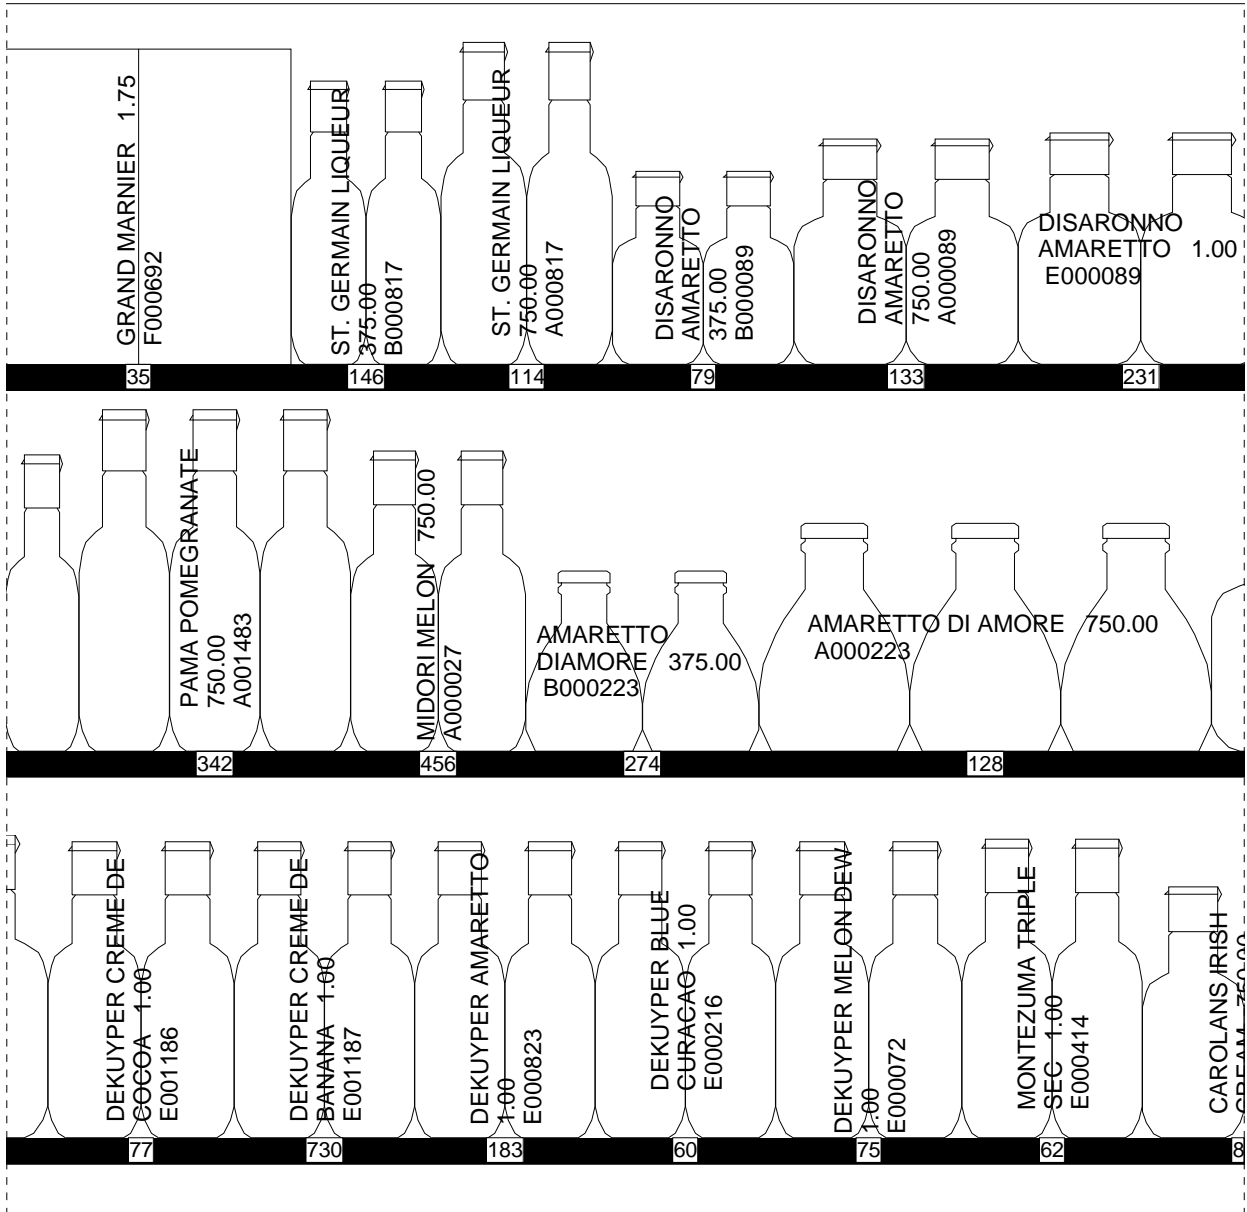 GRAND MARNIER 1.75
F000692
ST. GERMAIN LIQUEUR
375.00
B000817
ST. GERMAIN LIQUEUR
750.00
A000817
DISARONNO
AMARETTO
375.00
B000089
DISARONNO
AMARETTO
750.00
A000089
DISARONNO
AMARETTO 1.00
E000089
35
146
114
79
133
231
PAMA POMEGRANATE
750.00
A001483
MIDORI MELON 750.00
A000027
AMARETTO
DIAMORE 375.00
B000223
AMARETTO DI AMORE 750.00
A000223
342
456
274
128
DEKUYPER CREME DE
COCOA 1.00
E001186
DEKUYPER CREME DE
BANANA 1.00
E001187
DEKUYPER AMARETTO
1.00
E000823
DEKUYPER BLUE
CURACAO 1.00
E000216
DEKUYPER MELON DEW
1.00
E000072
MONTEZUMA TRIPLE
SEC 1.00
E000414
CAROLANS IRISH
CREAM 750.00
77
730
183
60
75
62
8